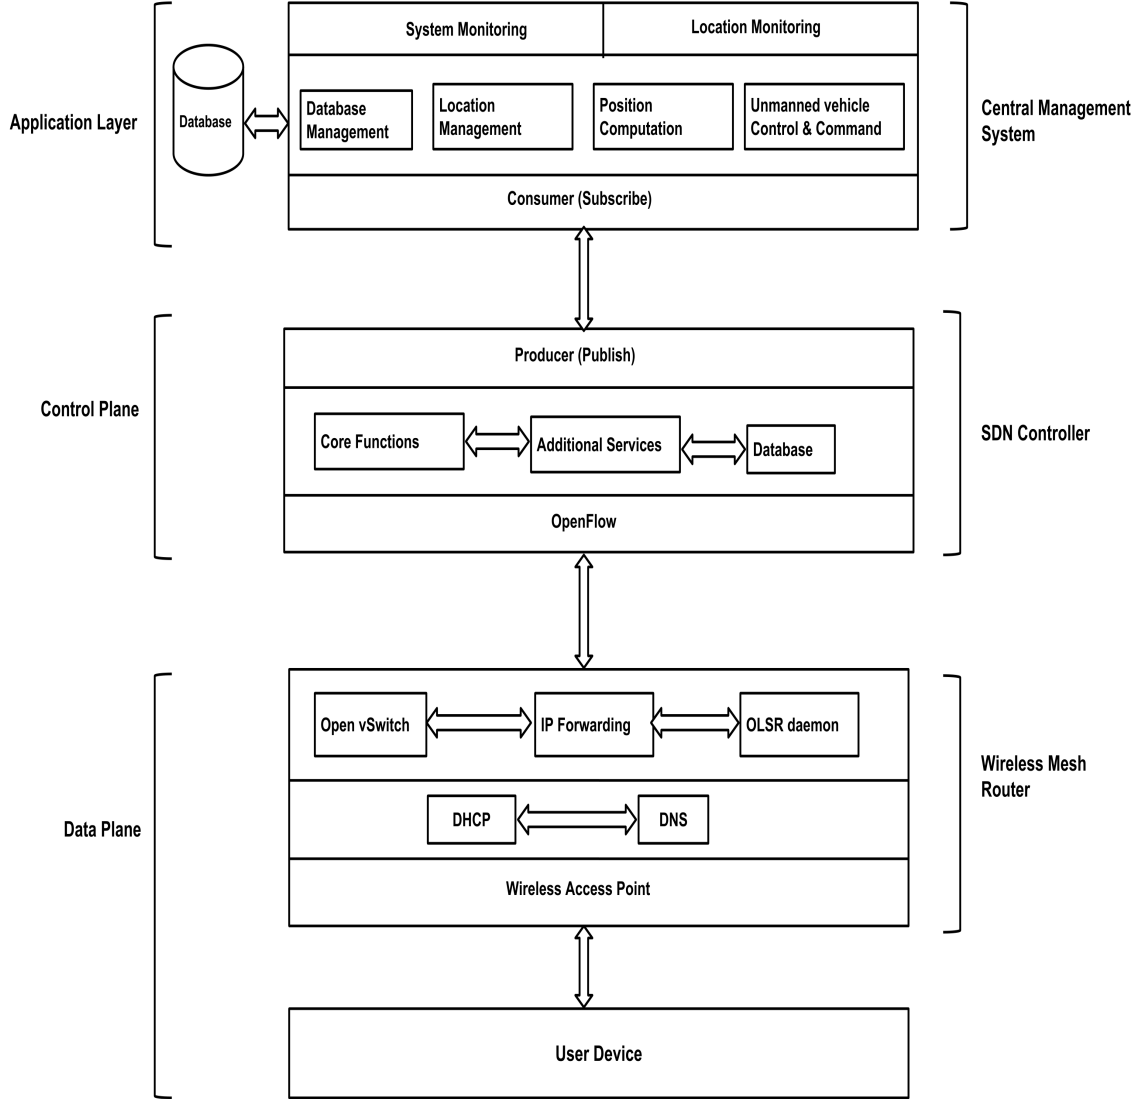 System Monitoring
Location Monitoring
Application Layer
Database
Database
Management
Location
Management
Position
Computation
Unmanned vehicle
Control & Command
Central Management
System
Consumer (Subscribe)
Producer (Publish)
Control Plane
Core Functions
Additional Services
Database
SDN Controller
OpenFlow
Open vSwitch
IP Forwarding
OLSR daemon
Wireless Mesh
Router
Data Plane
DHCP
DNS
Wireless Access Point
User Device